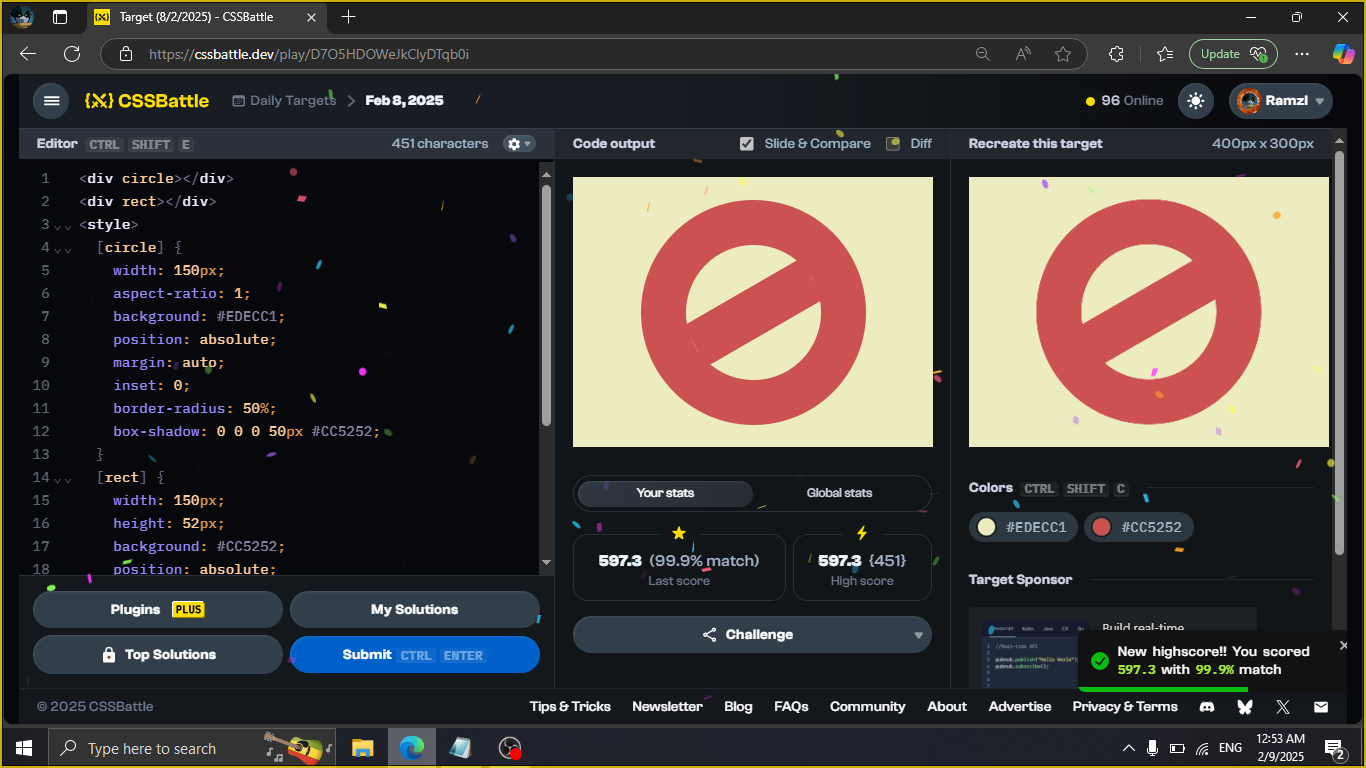 Target (8/2/2025) - CSSBattle
https://cssbattle.dev/play/D7O5HDOWeJkClyDTqb0i
Update
CSSBattle
Daily Targets
Feb 8, 2025
96 Online
Ramzl
Editor CTRL SHIFT E
451 characters
Code output
Slide & Compare
Diff
Recreate this target
400px x 300px
1 <div circle></div>
2 <div rect></div>
3 <style>
4 [circle] {
5 width: 150px;
6 aspect-ratio: 1;
7 background: #EDECC1;
8 position: absolute;
9 margin: auto;
10 inset: 0;
11 border-radius: 50%;
12 box-shadow: 0 0 0 50px #CC5252;
13 }
14 [rect] {
15 width: 150px;
16 height: 52px;
17 background: #CC5252;
18 position: absolute;
Plugins PLUS
My Solutions
Top Solutions
Submit CTRL ENTER
Your stats
Global stats
597.3 (99.9% match)
Last score
597.3 {451}
High score
Challenge
Colors CTRL SHIFT C
#EDECC1
#CC5252
Target Sponsor
Build real-time
//Real-time API
New highscore!! You scored
597.3 with 99.9% match
© 2025 CSSBattle
Tips & Tricks
Newsletter
Blog
FAQs
Community
About
Advertise
Privacy & Terms
Type here to search
ENG
12:53 AM
2/9/2025
2